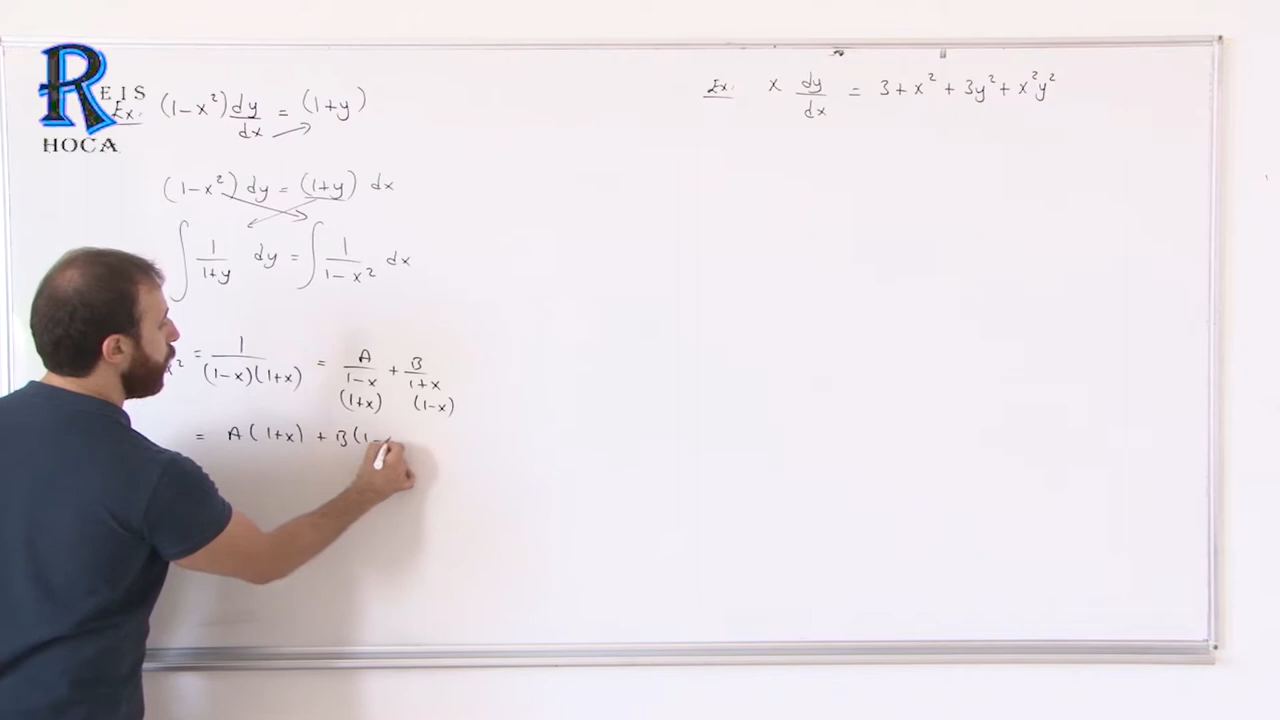 REIS
HOCA
Ex: (1-x²) dy/dx = (1+y)
(1-x²) dy = (1+y) dx
∫ 1/(1+y) dy = ∫ 1/(1-x²) dx
x² = 1/((1-x)(1+x)) = A/(1-x) + B/(1+x)
(1+x) (1-x)
= A(1+x) + B(1-
Ex: x dy/dx = 3 + x² + 3y² + x²y²